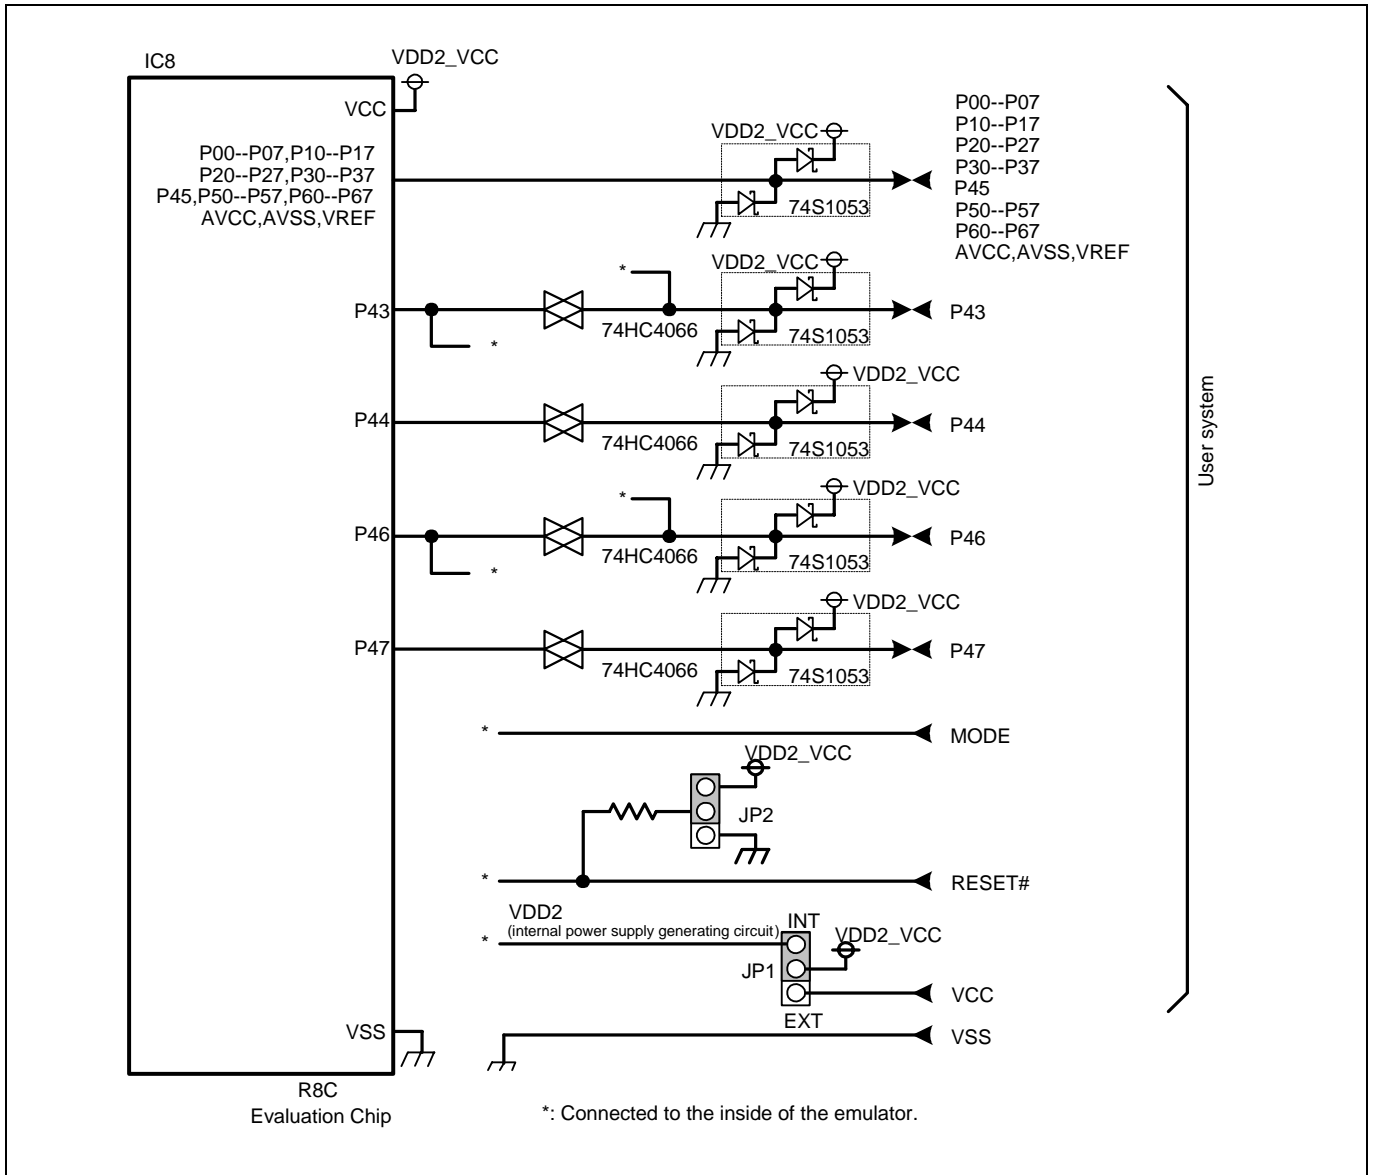 IC8
VDD2_VCC
VCC
P00--P07,P10--P17
P20--P27,P30--P37
P45,P50--P57,P60--P67
AVCC,AVSS,VREF
VDD2_VCC
74S1053
P00--P07
P10--P17
P20--P27
P30--P37
P45
P50--P57
P60--P67
AVCC,AVSS,VREF
P43
*
*
74HC4066
VDD2_VCC
74S1053
P43
P44
74HC4066
VDD2_VCC
74S1053
P44
P46
*
*
74HC4066
VDD2_VCC
74S1053
P46
P47
74HC4066
VDD2_VCC
74S1053
P47
User system
*
MODE
VDD2_VCC
JP2
*
RESET#
VDD2
(internal power supply generating circuit)
*
INT
VDD2_VCC
JP1
VCC
EXT
VSS
VSS
R8C
Evaluation Chip
*: Connected to the inside of the emulator.